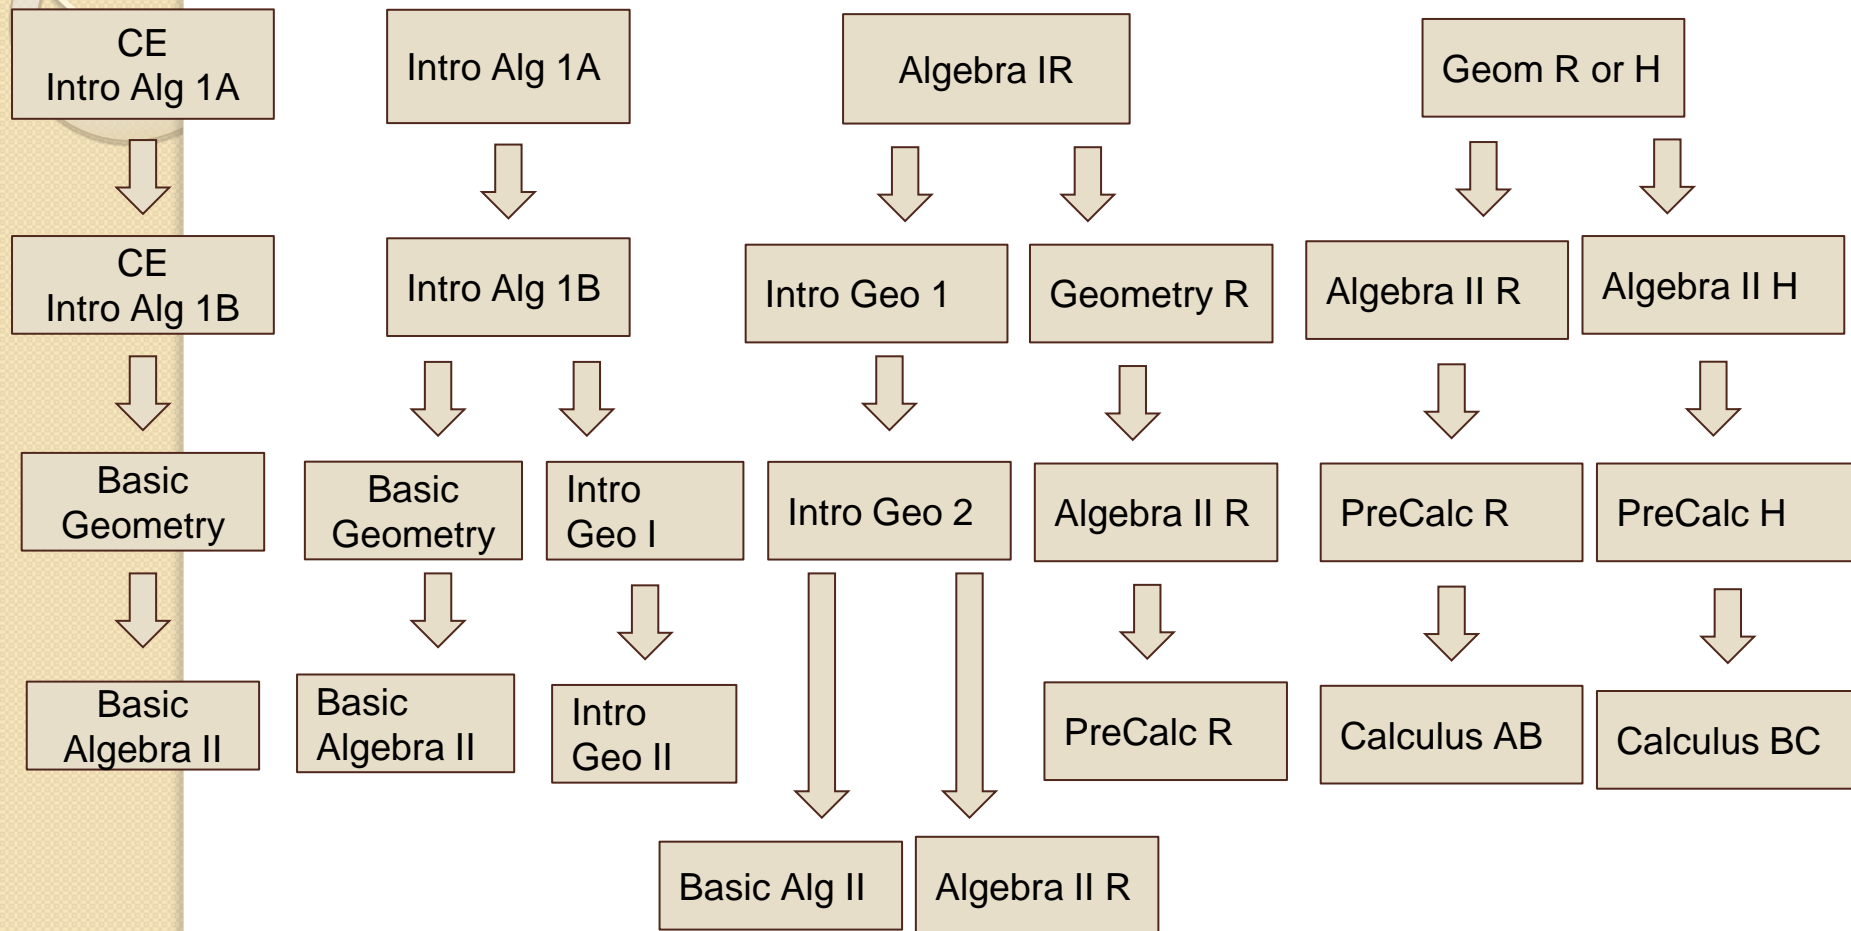 CE
Intro Alg 1A
Intro Alg 1A
Algebra IR
Geom R or H
CE
Intro Alg 1B
Intro Alg 1B
Intro Geo 1
Geometry R
Algebra II R
Algebra II H
Basic
Geometry
Basic
Geometry
Intro
Geo I
Intro Geo 2
Algebra II R
PreCalc R
PreCalc H
Basic
Algebra II
Basic
Algebra II
Intro
Geo II
PreCalc R
Calculus AB
Calculus BC
Basic Alg II
Algebra II R